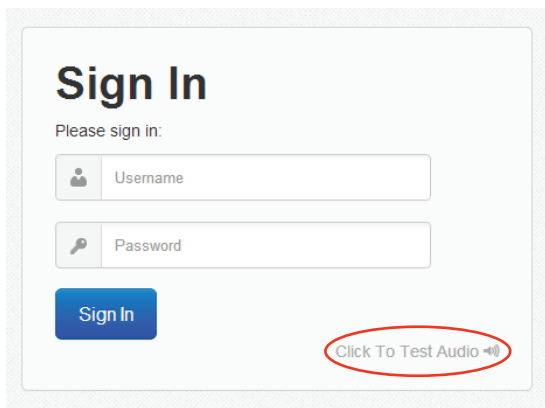 Sign In
Please sign in:
Username
Password
Sign In
Click To Test Audio